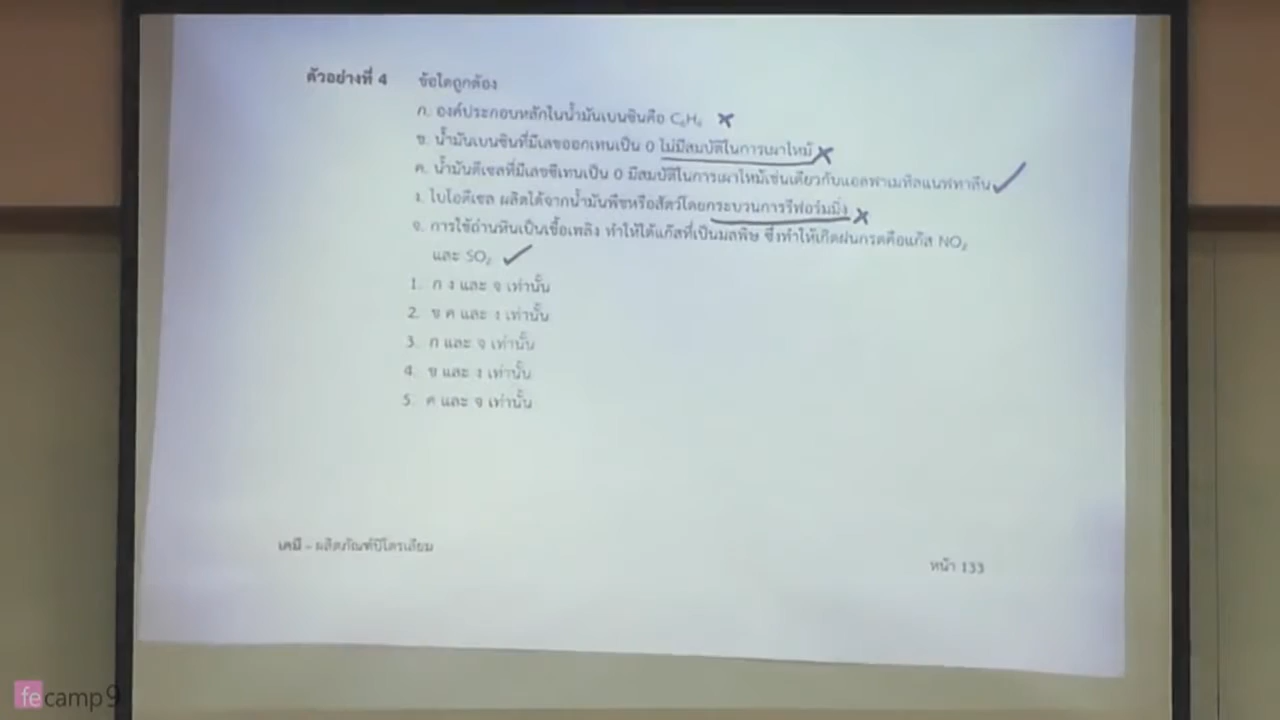 ตัวอย่างที่ 4 ข้อใดถูกต้อง
ก. องค์ประกอบหลักในน้ำมันเบนซินคือ C₆H₆
ข. น้ำมันเบนซินที่มีเลขออกเทนเป็น 0 ไม่มีสมบัติในการเผาไหม้
ค. น้ำมันดีเซลที่มีเลขซีเทนเป็น 0 มีสมบัติในการเผาไหม้เช่นเดียวกับแอลฟาเมทิลแนฟทาลีน
ง. ไบโอดีเซล ผลิตได้จากน้ำมันพืชหรือสัตว์โดยกระบวนการรีฟอร์มมิ่ง
จ. การใช้ถ่านหินเป็นเชื้อเพลิง ทำให้ได้แก๊สที่เป็นมลพิษ ซึ่งทำให้เกิดฝนกรดคือแก๊ส NO₂
และ SO₂
1. ก ง และ จ เท่านั้น
2. ข ค และ ง เท่านั้น
3. ก และ จ เท่านั้น
4. ข และ ง เท่านั้น
5. ค และ จ เท่านั้น
เคมี - ผลิตภัณฑ์ปิโตรเลียม
หน้า 133
fecamp9